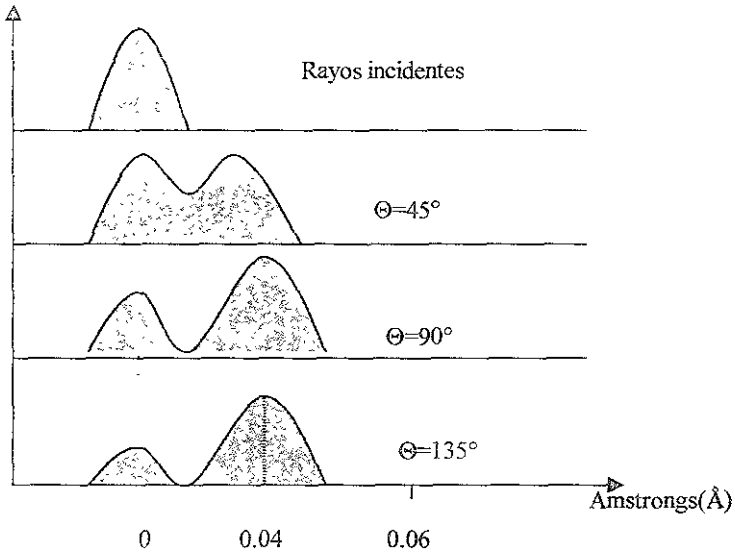 Rayos incidentes
Θ=45°
Θ=90°
Θ=135°
Amstrongs(Å)
0 0.04 0.06